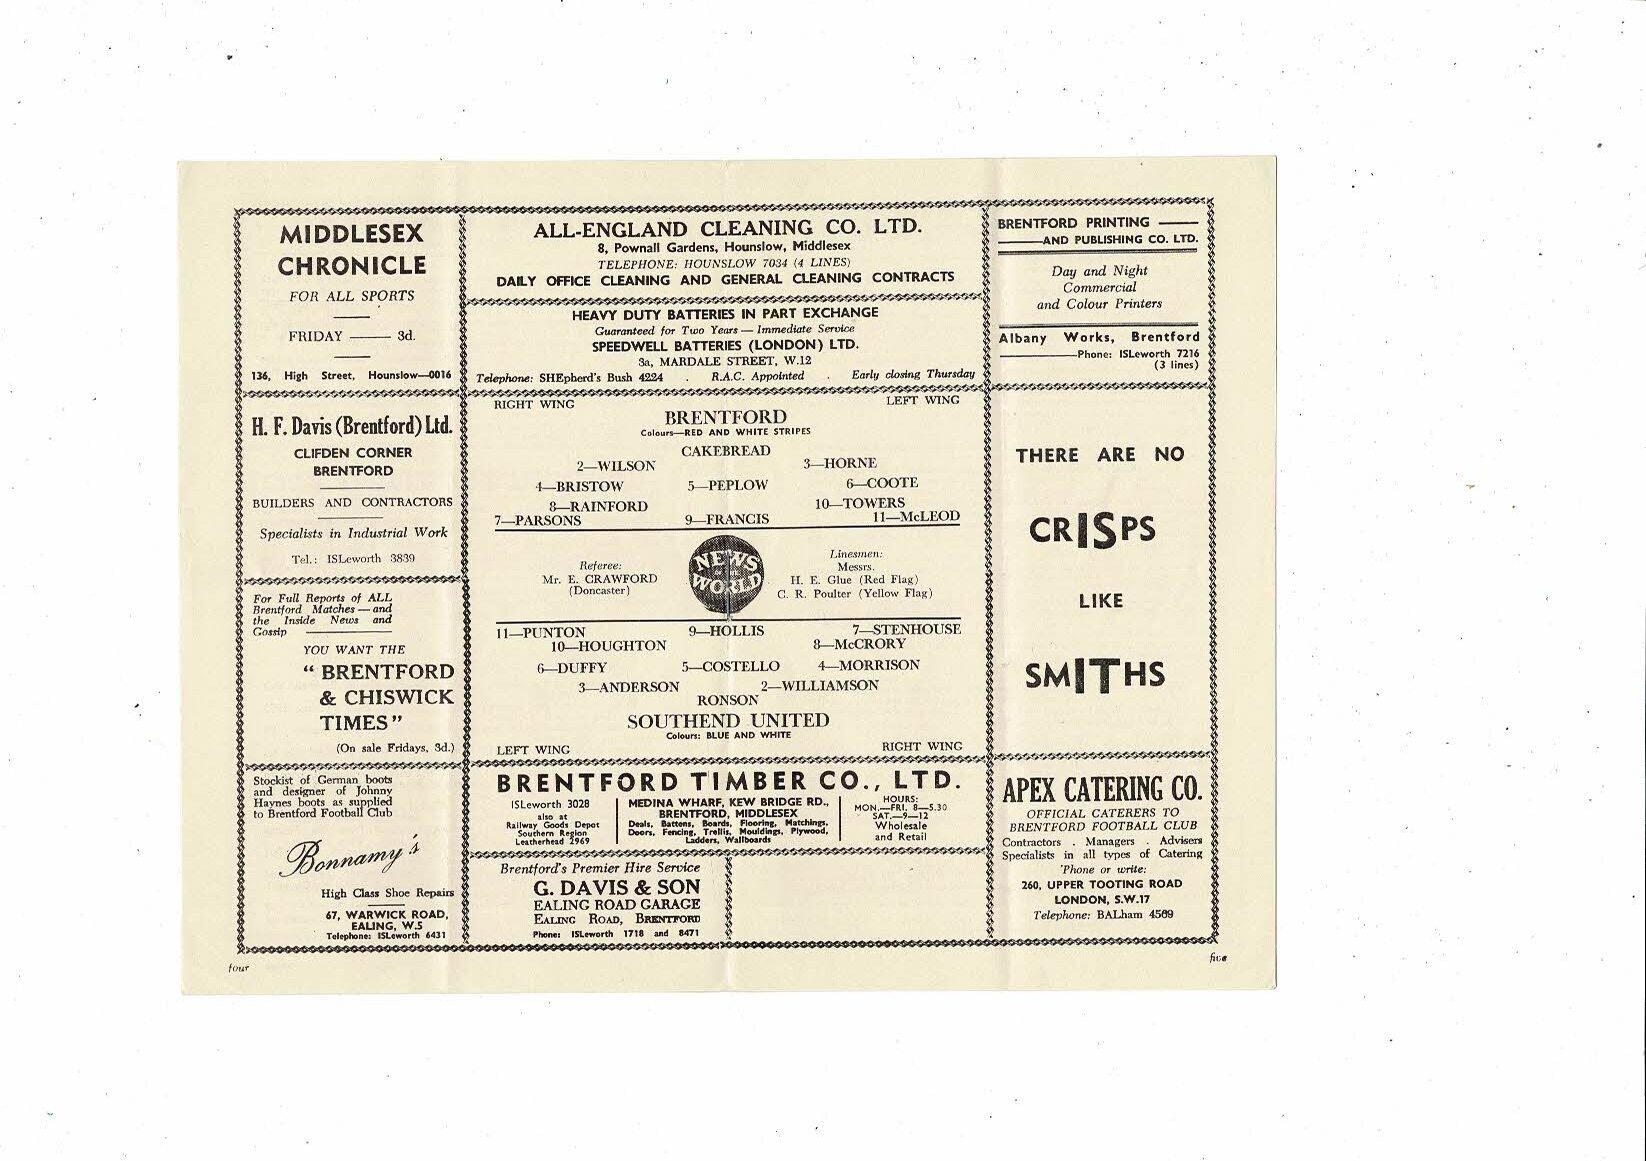 MIDDLESEX
CHRONICLE
FOR ALL SPORTS
FRIDAY —— 3d.
136, High Street, Hounslow—0016
H. F. Davis (Brentford) Ltd.
CLIFDEN CORNER
BRENTFORD
BUILDERS AND CONTRACTORS
Specialists in Industrial Work
Tel.: ISLeworth 3839
For Full Reports of ALL
Brentford Matches — and
the Inside News and
Gossip
YOU WANT THE
“ BRENTFORD
& CHISWICK
TIMES ”
(On sale Fridays, 3d.)
Stockist of German boots
and designer of Johnny
Haynes boots as supplied
to Brentford Football Club
Bonnamy's
High Class Shoe Repairs
67, WARWICK ROAD,
EALING, W.5
Telephone: ISLeworth 6431
ALL-ENGLAND CLEANING CO. LTD.
8, Pownall Gardens, Hounslow, Middlesex
TELEPHONE: HOUNSLOW 7034 (4 LINES)
DAILY OFFICE CLEANING AND GENERAL CLEANING CONTRACTS
HEAVY DUTY BATTERIES IN PART EXCHANGE
Guaranteed for Two Years — Immediate Service
SPEEDWELL BATTERIES (LONDON) LTD.
3a, MARDALE STREET, W.12
Telephone: SHEpherd's Bush 4224 . R.A.C. Appointed . Early closing Thursday
RIGHT WING LEFT WING
BRENTFORD
Colours—RED AND WHITE STRIPES
CAKEBREAD
2—WILSON 3—HORNE
4—BRISTOW 5—PEPLOW 6—COOTE
8—RAINFORD 10—TOWERS
7—PARSONS 9—FRANCIS 11—McLEOD
Referee:
Mr. E. CRAWFORD
(Doncaster)
NEWS
OF THE
WORLD
Linesmen:
Messrs.
H. E. Glue (Red Flag)
C. R. Poulter (Yellow Flag)
11—PUNTON 9—HOLLIS 7—STENHOUSE
10—HOUGHTON 8—McCRORY
6—DUFFY 5—COSTELLO 4—MORRISON
3—ANDERSON 2—WILLIAMSON
RONSON
SOUTHEND UNITED
Colours: BLUE AND WHITE
LEFT WING RIGHT WING
BRENTFORD TIMBER CO., LTD.
ISLeworth 3028
also at
Railway Goods Depot
Southern Region
Leatherhead 2969
MEDINA WHARF, KEW BRIDGE RD.,
BRENTFORD, MIDDLESEX
Deals, Battens, Boards, Flooring, Matchings,
Doors, Fencing, Trellis, Mouldings, Plywood,
Ladders, Wallboards
HOURS:
MON.—FRI. 8—5.30
SAT.—9—12
Wholesale
and Retail
Brentford's Premier Hire Service
G. DAVIS & SON
EALING ROAD GARAGE
EALING ROAD, BRENTFORD
Phone: ISLeworth 1718 and 8471
BRENTFORD PRINTING ——
—— AND PUBLISHING CO. LTD.
Day and Night
Commercial
and Colour Printers
Albany Works, Brentford
——Phone: ISLeworth 7216
(3 lines)
THERE ARE NO
CRISPS
LIKE
SMITHS
APEX CATERING CO.
OFFICIAL CATERERS TO
BRENTFORD FOOTBALL CLUB
Contractors . Managers . Advisers
Specialists in all types of Catering
'Phone or write:
260, UPPER TOOTING ROAD
LONDON, S.W.17
Telephone: BALham 4569
four
five